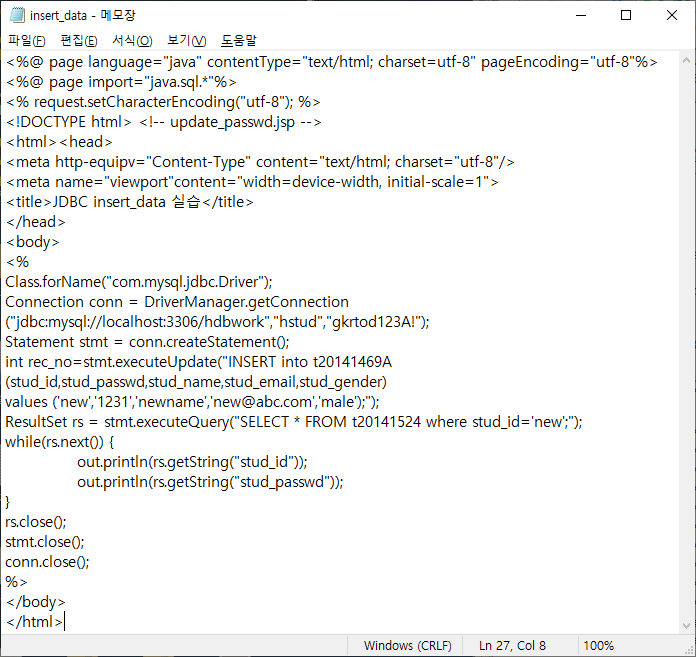 insert_data - 메모장
파일(F) 편집(E) 서식(O) 보기(V) 도움말
<%@ page language="java" contentType="text/html; charset=utf-8" pageEncoding="utf-8"%>
<%@ page import="java.sql.*"%>
<% request.setCharacterEncoding("utf-8"); %>
<!DOCTYPE html> <!-- update_passwd.jsp -->
<html><head>
<meta http-equipv="Content-Type" content="text/html; charset="utf-8"/>
<meta name="viewport"content="width=device-width, initial-scale=1">
<title>JDBC insert_data 실습</title>
</head>
<body>
<%
Class.forName("com.mysql.jdbc.Driver");
Connection conn = DriverManager.getConnection
("jdbc:mysql://localhost:3306/hdbwork","hstud","gkrtod123A!");
Statement stmt = conn.createStatement();
int rec_no=stmt.executeUpdate("INSERT into t20141469A
(stud_id,stud_passwd,stud_name,stud_email,stud_gender)
values ('new','1231','newname','new@abc.com','male');");
ResultSet rs = stmt.executeQuery("SELECT * FROM t20141524 where stud_id='new';");
while(rs.next()) {
out.println(rs.getString("stud_id"));
out.println(rs.getString("stud_passwd"));
}
rs.close();
stmt.close();
conn.close();
%>
</body>
</html>
Windows (CRLF) Ln 27, Col 8 100%